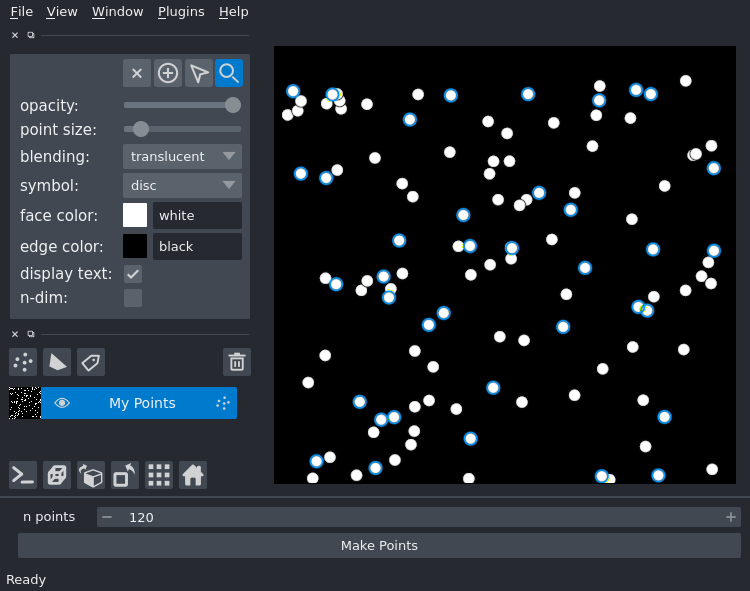 File View Window Plugins Help
opacity:
point size:
blending: translucent
symbol: disc
face color: white
edge color: black
display text:
n-dim:
My Points
n points 120
Make Points
Ready